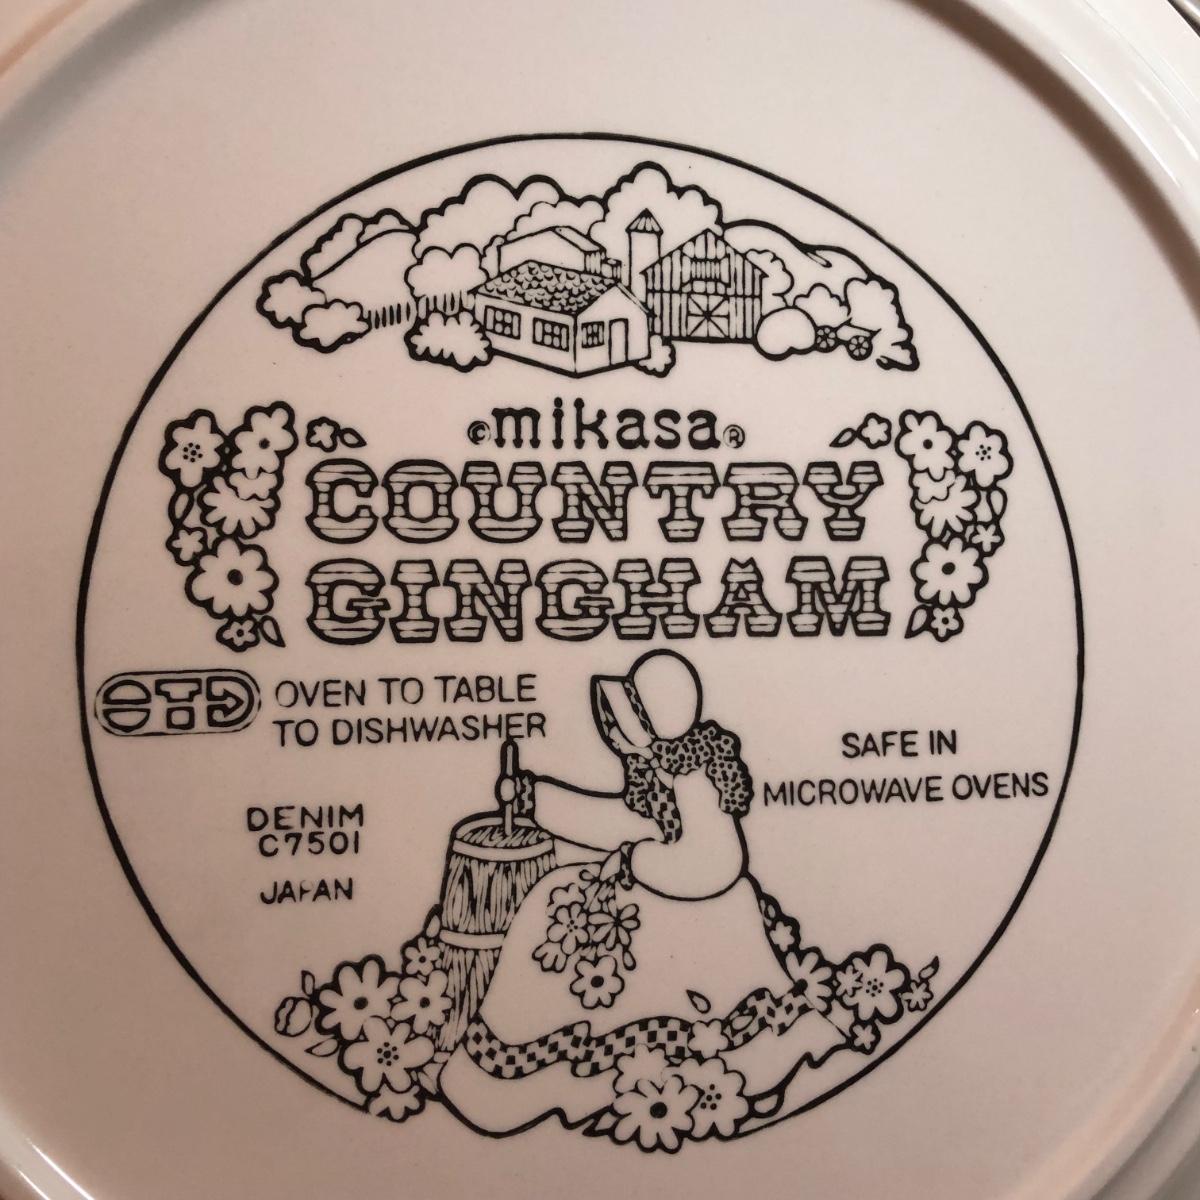 ©mikasa®
COUNTRY
GINGHAM
OTD
OVEN TO TABLE
TO DISHWASHER
SAFE IN
MICROWAVE OVENS
DENIM
C7501
JAPAN